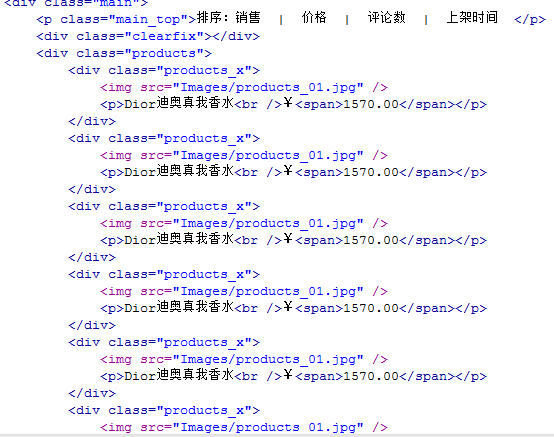 <div class="main">
<p class="main_top">排序：销售 | 价格 | 评论数 | 上架时间 </p>
<div class="clearfix"></div>
<div class="products">
<div class="products_x">
<img src="Images/products_01.jpg" />
<p>Dior迪奥真我香水<br />￥<span>1570.00</span></p>
</div>
<div class="products_x">
<img src="Images/products_01.jpg" />
<p>Dior迪奥真我香水<br />￥<span>1570.00</span></p>
</div>
<div class="products_x">
<img src="Images/products_01.jpg" />
<p>Dior迪奥真我香水<br />￥<span>1570.00</span></p>
</div>
<div class="products_x">
<img src="Images/products_01.jpg" />
<p>Dior迪奥真我香水<br />￥<span>1570.00</span></p>
</div>
<div class="products_x">
<img src="Images/products_01.jpg" />
<p>Dior迪奥真我香水<br />￥<span>1570.00</span></p>
</div>
<div class="products_x">
<img src="Images/products_01.jpg" />